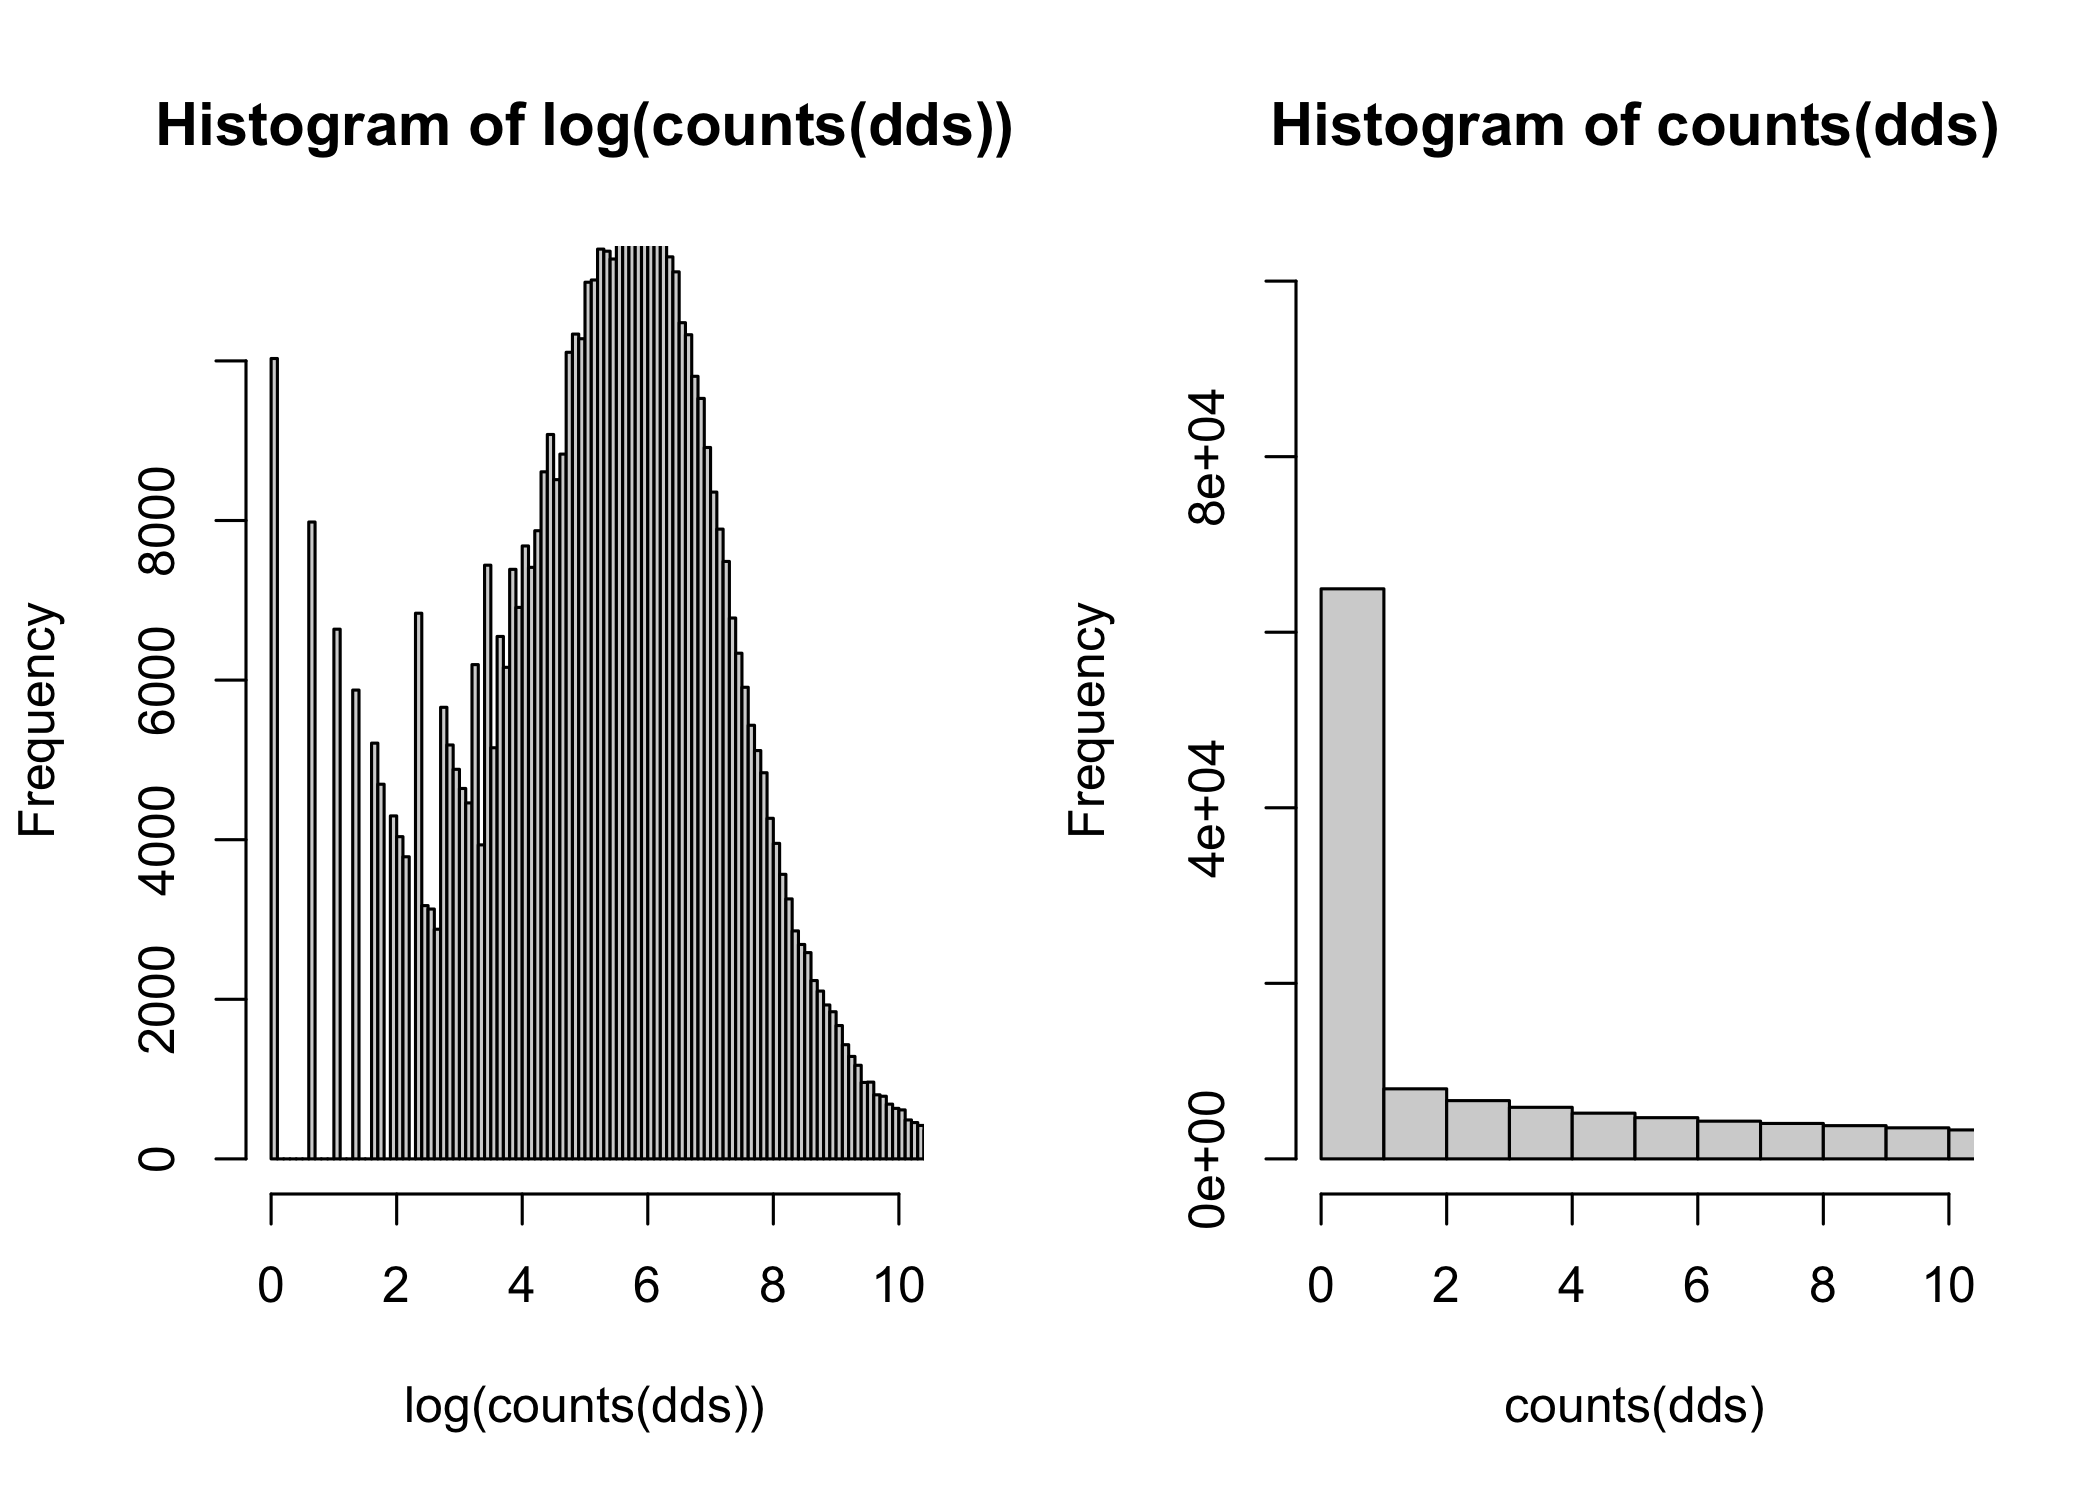 Histogram of log(counts(dds))
Frequency
0
2000
4000
6000
8000
0 2 4 6 8 10
log(counts(dds))
Histogram of counts(dds)
Frequency
0e+00
4e+04
8e+04
0 2 4 6 8 10
counts(dds)